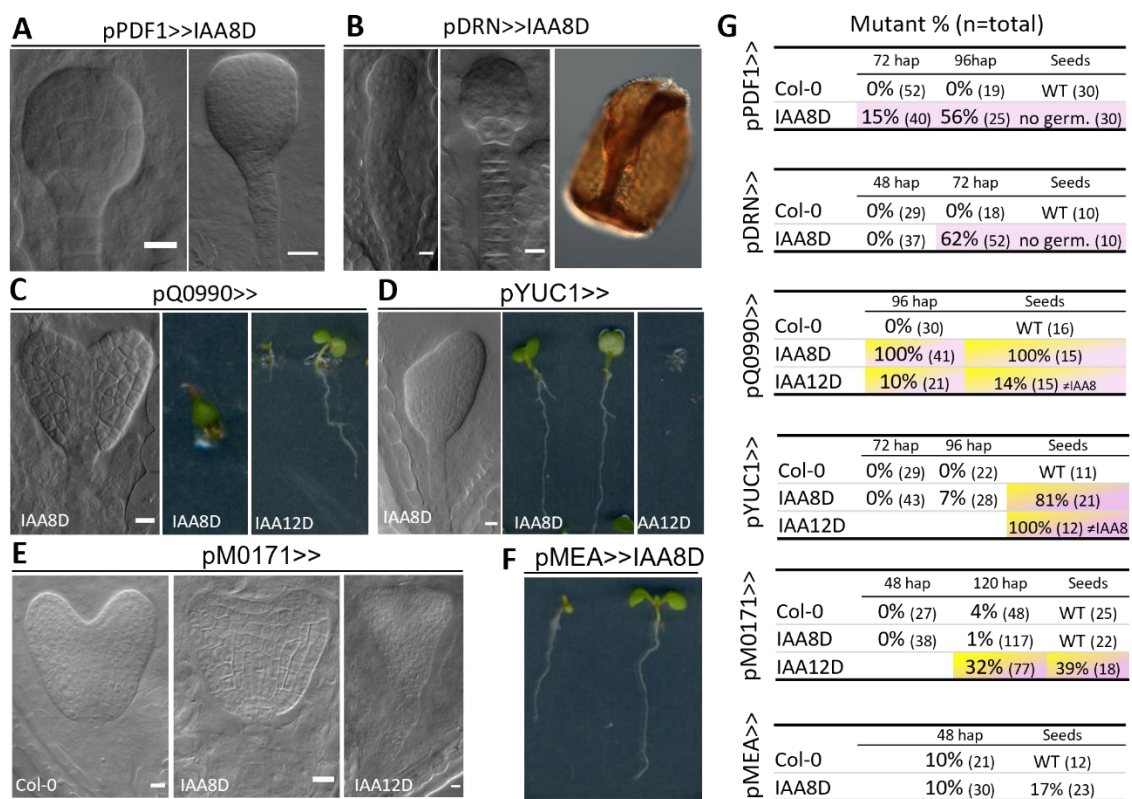 A pPDF1>>IAA8D
B pDRN>>IAA8D
C pQ0990>>
IAA8D
IAA8D
IAA12D
D pYUC1>>
IAA8D
IAA8D
AA12D
E pM0171>>
Col-0
IAA8D
IAA12D
F pMEA>>IAA8D
G Mutant % (n=total)
pPDF1>>
72 hap 96hap Seeds
Col-0 0% (52) 0% (19) WT (30)
IAA8D 15% (40) 56% (25) no germ. (30)
pDRN>>
48 hap 72 hap Seeds
Col-0 0% (29) 0% (18) WT (10)
IAA8D 0% (37) 62% (52) no germ. (10)
pQ0990>>
96 hap Seeds
Col-0 0% (30) WT (16)
IAA8D 100% (41) 100% (15)
IAA12D 10% (21) 14% (15) ≠IAA8
pYUC1>>
72 hap 96 hap Seeds
Col-0 0% (29) 0% (22) WT (11)
IAA8D 0% (43) 7% (28) 81% (21)
IAA12D 100% (12) ≠IAA8
pM0171>>
48 hap 120 hap Seeds
Col-0 0% (27) 4% (48) WT (25)
IAA8D 0% (38) 1% (117) WT (22)
IAA12D 32% (77) 39% (18)
pMEA>>
48 hap Seeds
Col-0 10% (21) WT (12)
IAA8D 10% (30) 17% (23)